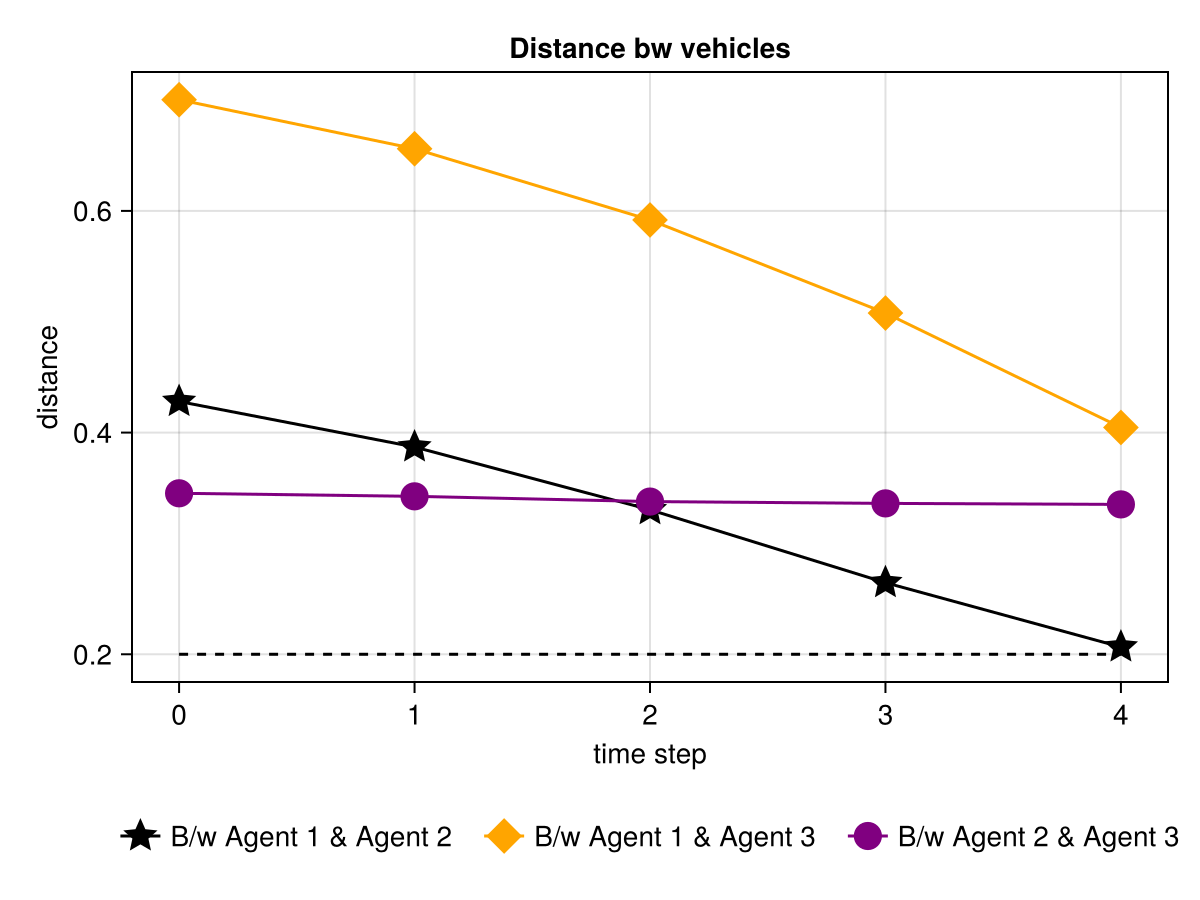 Distance bw vehicles
distance
0.6
0.4
0.2
0 1 2 3 4
time step
B/w Agent 1 & Agent 2 B/w Agent 1 & Agent 3 B/w Agent 2 & Agent 3